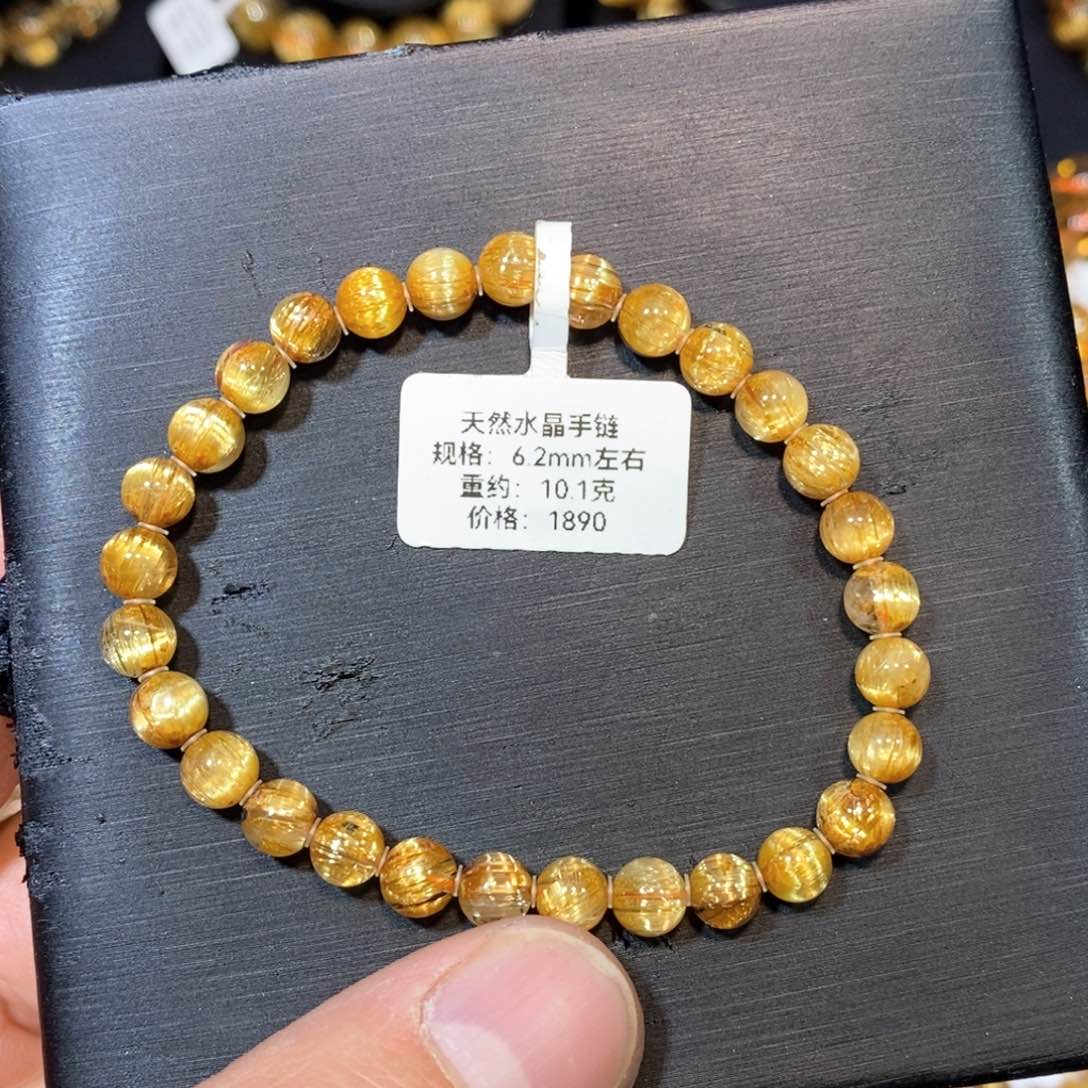 天然水晶手链
规格：6.2mm左右
重约：10.1克
价格：1890